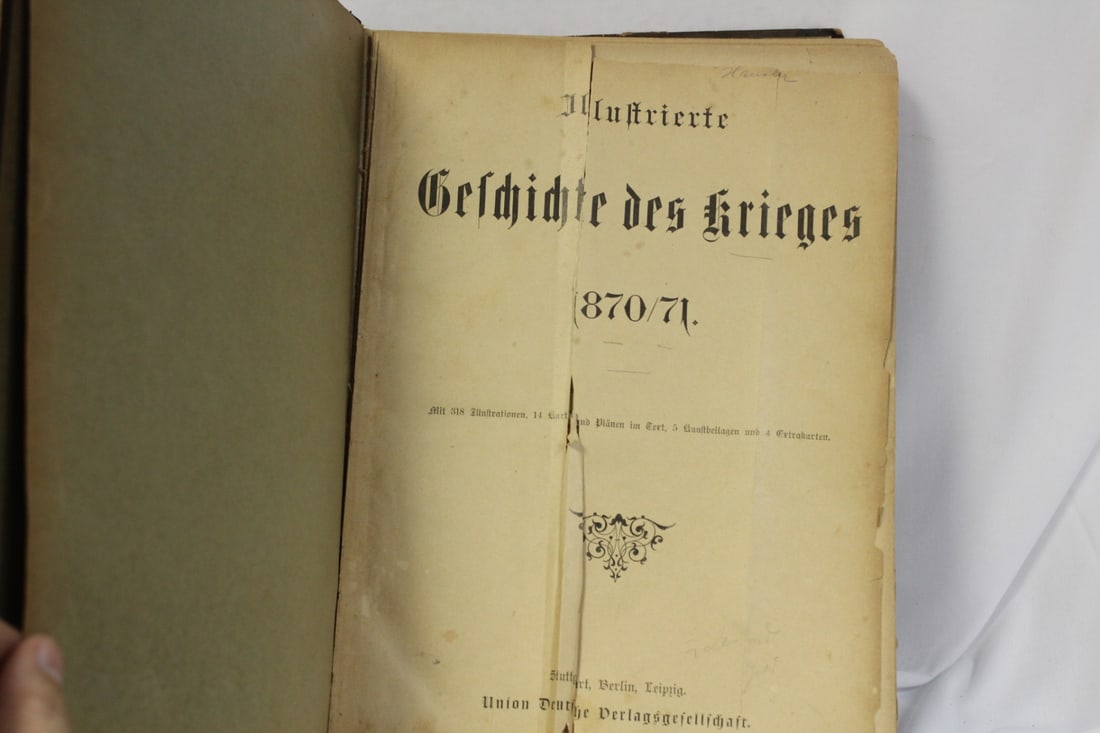 Illustrierte
Geschichte des Krieges
1870/71.
Mit 318 Illustrationen, 14 Karten und Plänen im Text, 5 Kunstbeilagen und 4 Extrakarten.
Stuttgart, Berlin, Leipzig.
Union Deutsche Verlagsgesellschaft.